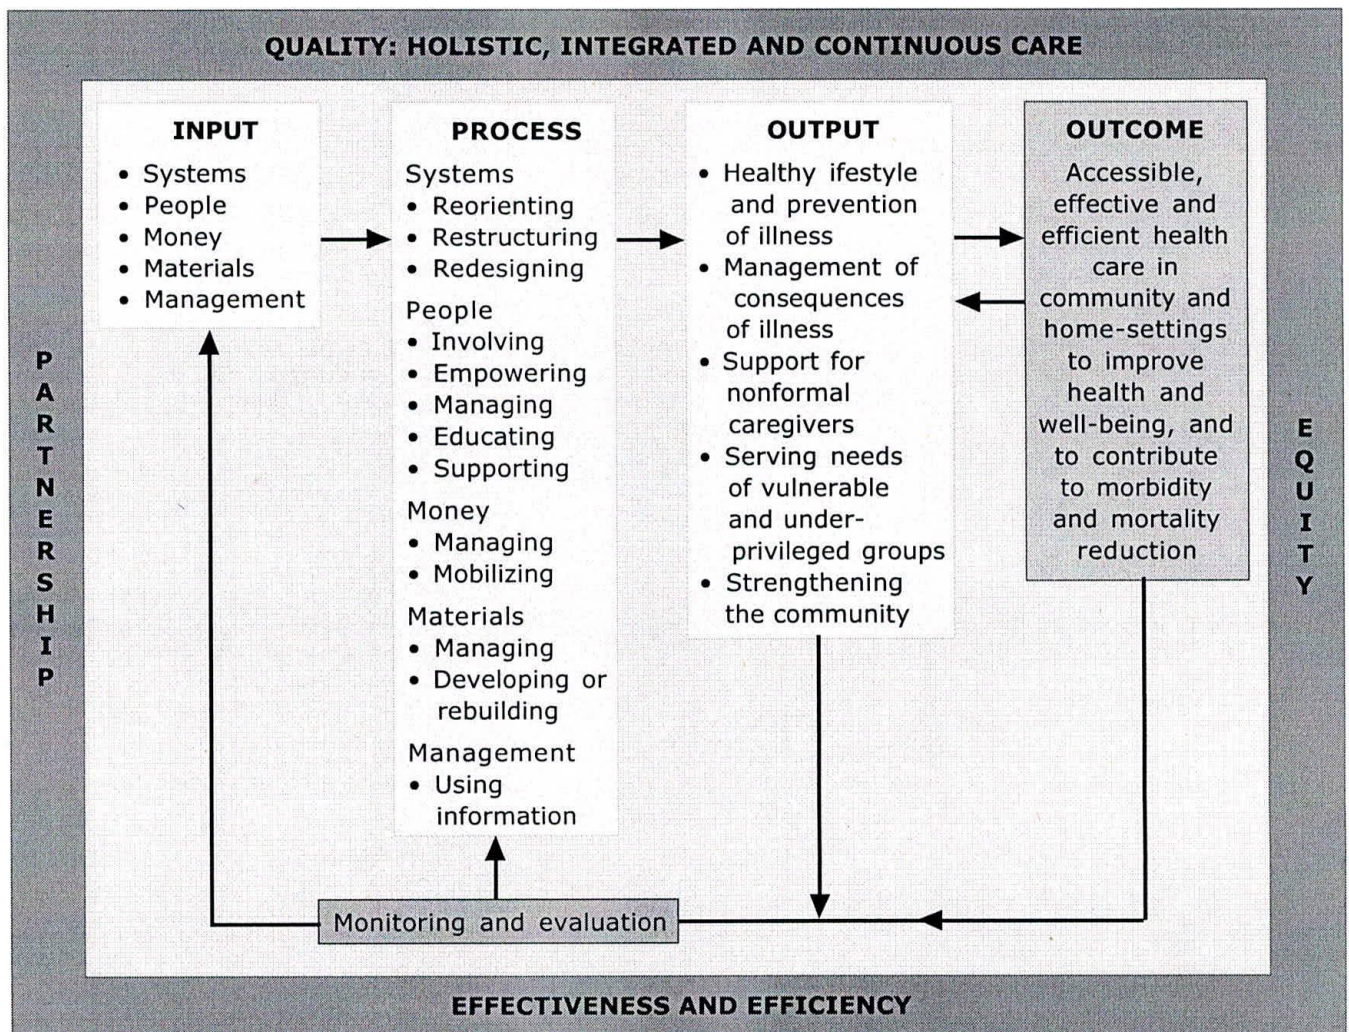 QUALITY: HOLISTIC, INTEGRATED AND CONTINUOUS CARE
PARTNERSHIP
INPUT
• Systems
• People
• Money
• Materials
• Management
PROCESS
Systems
• Reorienting
• Restructuring
• Redesigning
People
• Involving
• Empowering
• Managing
• Educating
• Supporting
Money
• Managing
• Mobilizing
Materials
• Managing
• Developing or
rebuilding
Management
• Using
information
OUTPUT
• Healthy ifestyle
and prevention
of illness
• Management of
consequences
of illness
• Support for
nonformal
caregivers
• Serving needs
of vulnerable
and under-
privileged groups
• Strengthening
the community
OUTCOME
Accessible,
effective and
efficient health
care in
community and
home-settings
to improve
health and
well-being, and
to contribute
to morbidity
and mortality
reduction
EQUITY
Monitoring and evaluation
EFFECTIVENESS AND EFFICIENCY